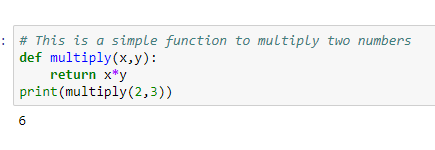 : # This is a simple function to multiply two numbers
def multiply(x,y):
    return x*y
print(multiply(2,3))
6